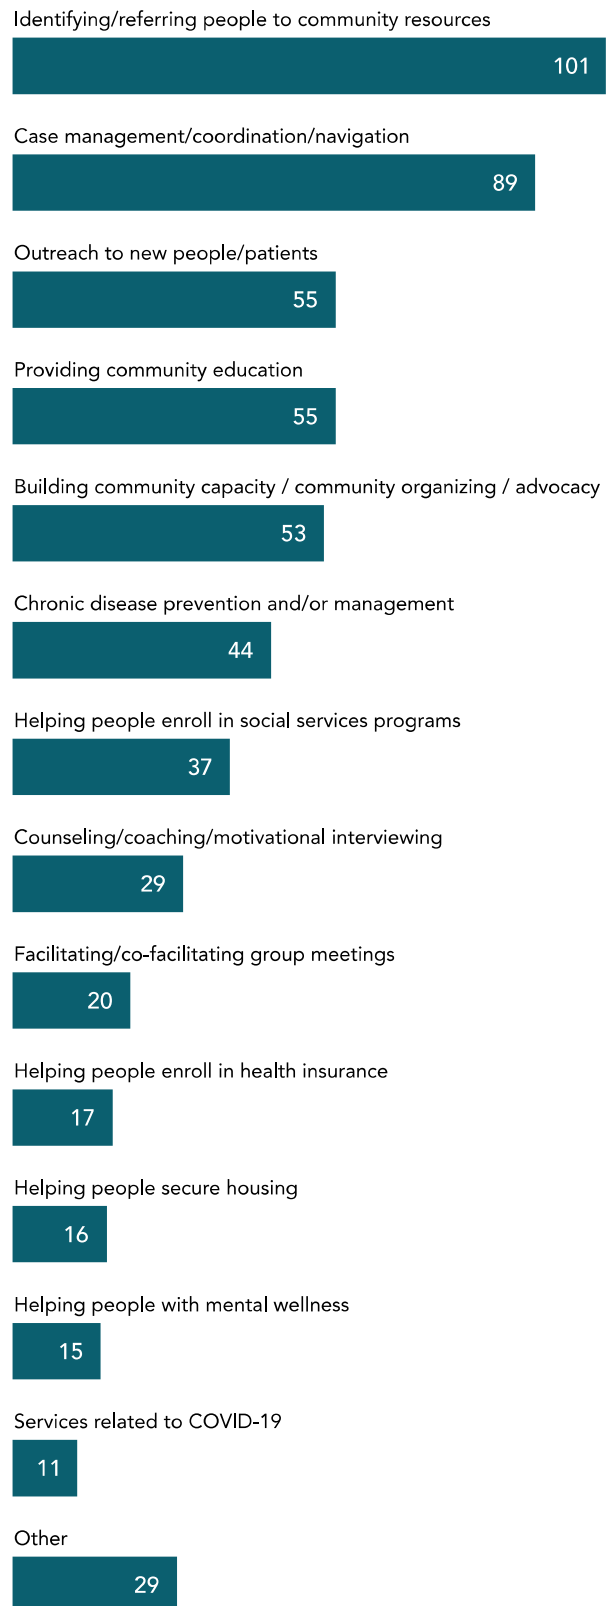 Identifying/referring people to community resources
101
Case management/coordination/navigation
89
Outreach to new people/patients
55
Providing community education
55
Building community capacity / community organizing / advocacy
53
Chronic disease prevention and/or management
44
Helping people enroll in social services programs
37
Counseling/coaching/motivational interviewing
29
Facilitating/co-facilitating group meetings
20
Helping people enroll in health insurance
17
Helping people secure housing
16
Helping people with mental wellness
15
Services related to COVID-19
11
Other
29